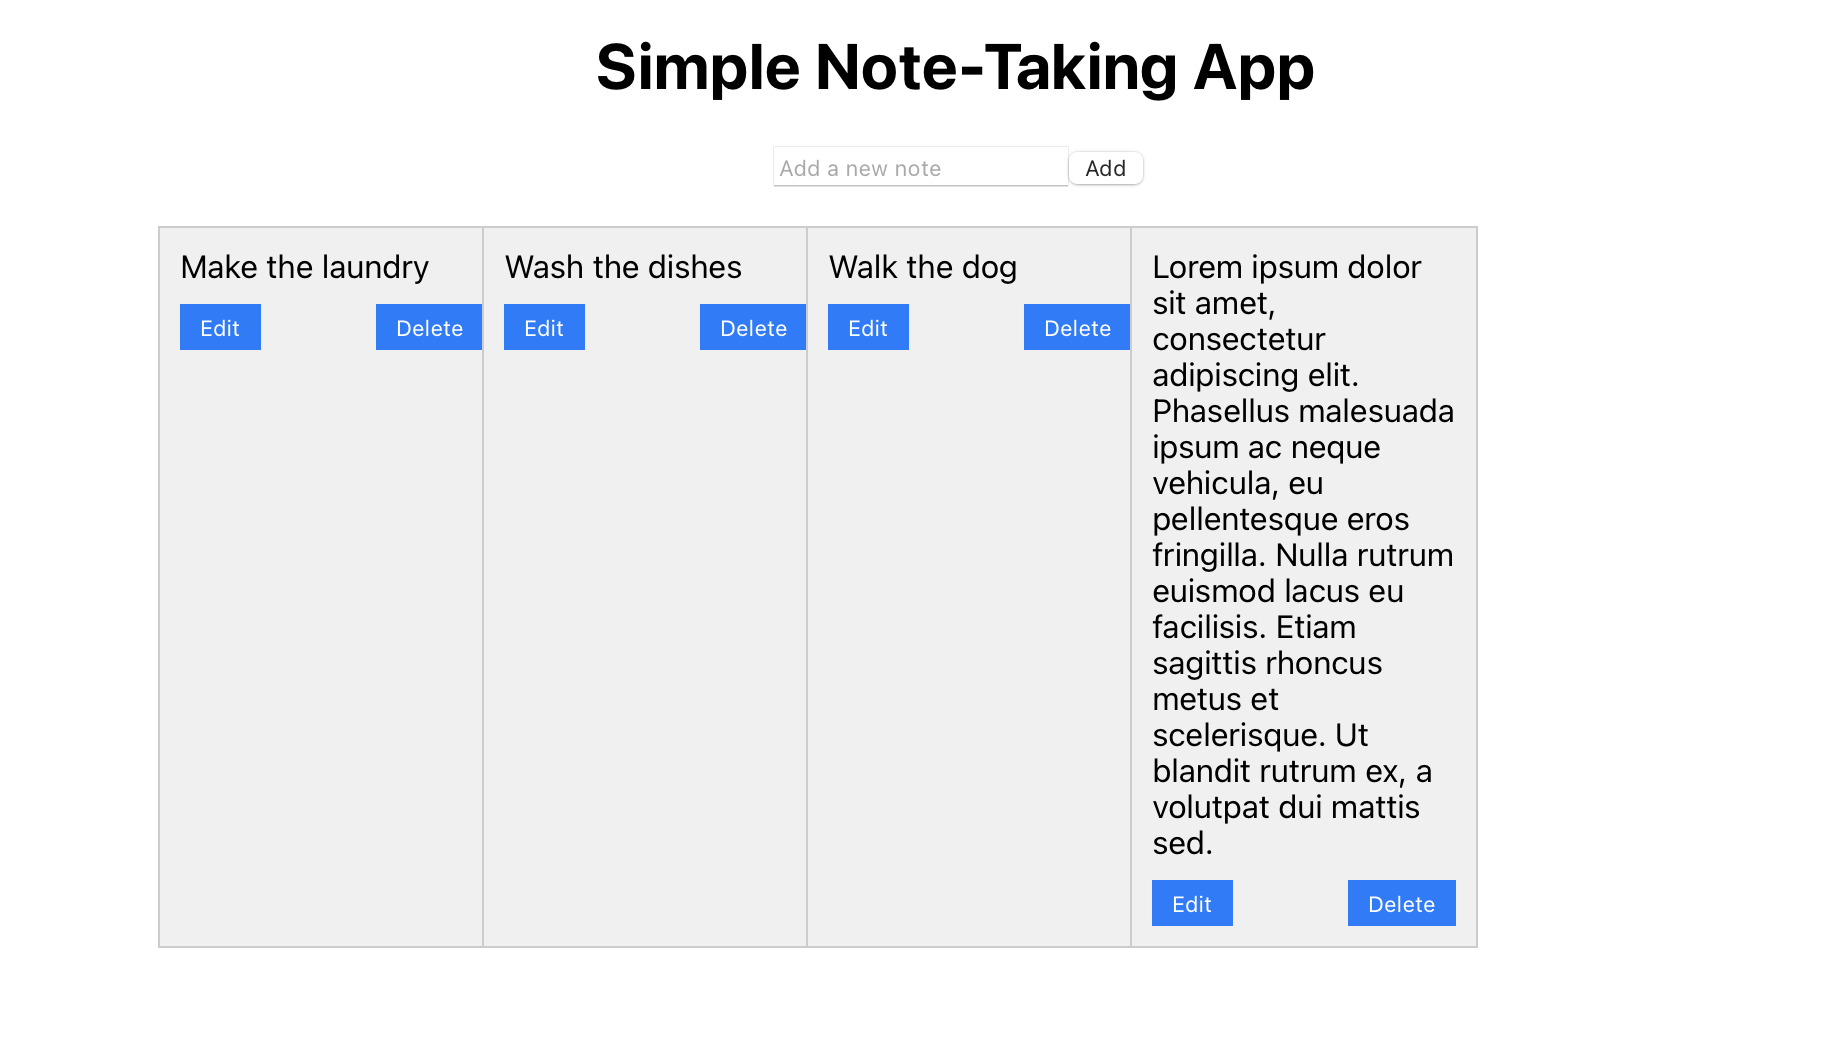 Simple Note-Taking App
Add a new note
Add
Make the laundry
Edit
Delete
Wash the dishes
Edit
Delete
Walk the dog
Edit
Delete
Lorem ipsum dolor
sit amet,
consectetur
adipiscing elit.
Phasellus malesuada
ipsum ac neque
vehicula, eu
pellentesque eros
fringilla. Nulla rutrum
euismod lacus eu
facilisis. Etiam
sagittis rhoncus
metus et
scelerisque. Ut
blandit rutrum ex, a
volutpat dui mattis
sed.
Edit
Delete